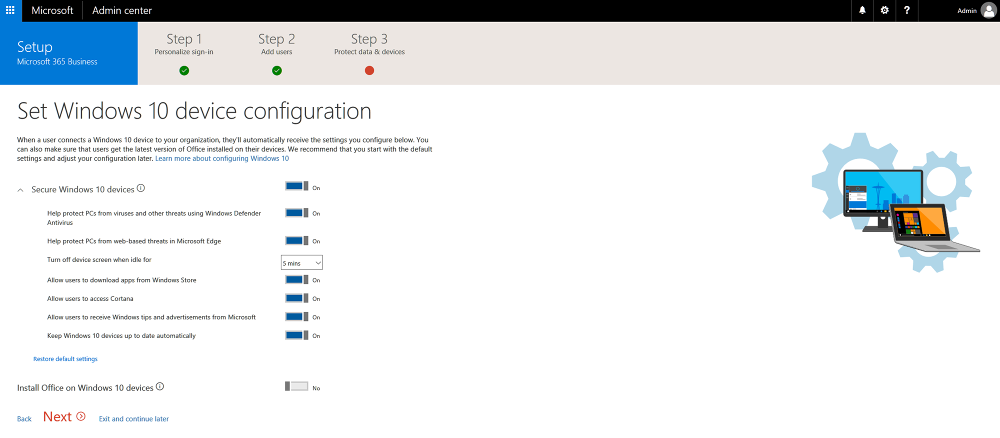 Microsoft
Admin center
?
Admin
Setup
Microsoft 365 Business
Step 1
Personalize sign-in
Step 2
Add users
Step 3
Protect data & devices
Set Windows 10 device configuration
When a user connects a Windows 10 device to your organization, they'll automatically receive the settings you configure below. You
can also make sure that users get the latest version of Office installed on their devices. We recommend that you start with the default
settings and adjust your configuration later. Learn more about configuring Windows 10
Secure Windows 10 devices
On
Help protect PCs from viruses and other threats using Windows Defender
Antivirus
On
Help protect PCs from web-based threats in Microsoft Edge
On
Turn off device screen when idle for
5 mins
Allow users to download apps from Windows Store
On
Allow users to access Cortana
On
Allow users to receive Windows tips and advertisements from Microsoft
On
Keep Windows 10 devices up to date automatically
On
Restore default settings
Install Office on Windows 10 devices
No
Back
Next
Exit and continue later